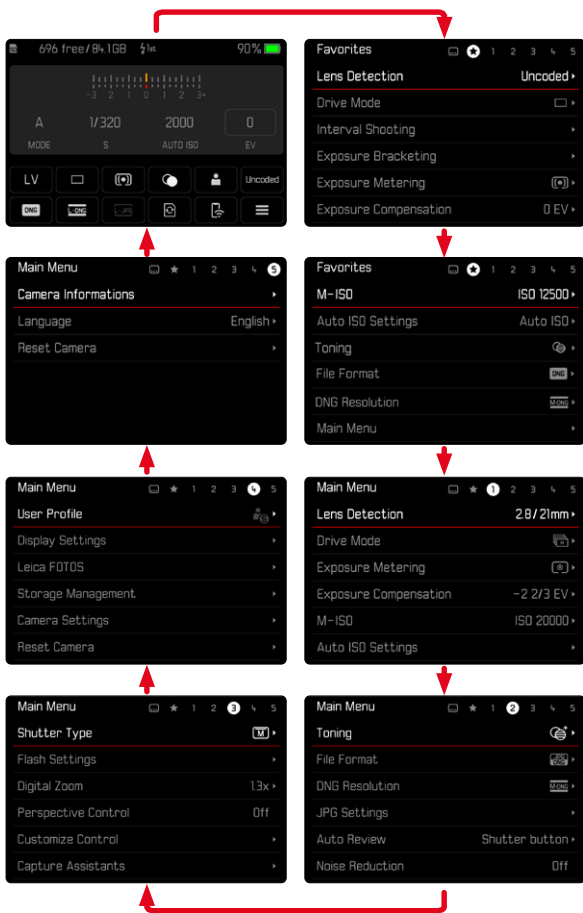 696 free / 84.1GB 1st. 90%
-3 2 1 0 1 2 3+
A 1/320 2000 0
MODE S AUTO ISO EV
LV Uncoded
DNG L-DNG L-JPG
Favorites 1 2 3 4 5
Lens Detection Uncoded
Drive Mode
Interval Shooting
Exposure Bracketing
Exposure Metering
Exposure Compensation 0 EV
Favorites 1 2 3 4 5
M-ISO ISO 12500
Auto ISO Settings Auto ISO
Toning
File Format DNG
DNG Resolution M-DNG
Main Menu
Main Menu 1 2 3 4 5
Lens Detection 2.8 / 21mm
Drive Mode
Exposure Metering
Exposure Compensation -2 2/3 EV
M-ISO ISO 20000
Auto ISO Settings
Main Menu 1 2 3 4 5
Toning
File Format JPG DNG
DNG Resolution M-DNG
JPG Settings
Auto Review Shutter button
Noise Reduction Off
Main Menu 1 2 3 4 5
Shutter Type M
Flash Settings
Digital Zoom 1.3x
Perspective Control Off
Customize Control
Capture Assistants
Main Menu 1 2 3 4 5
User Profile
Display Settings
Leica FOTOS
Storage Management
Camera Settings
Reset Camera
Main Menu 1 2 3 4 5
Camera Informations
Language English
Reset Camera